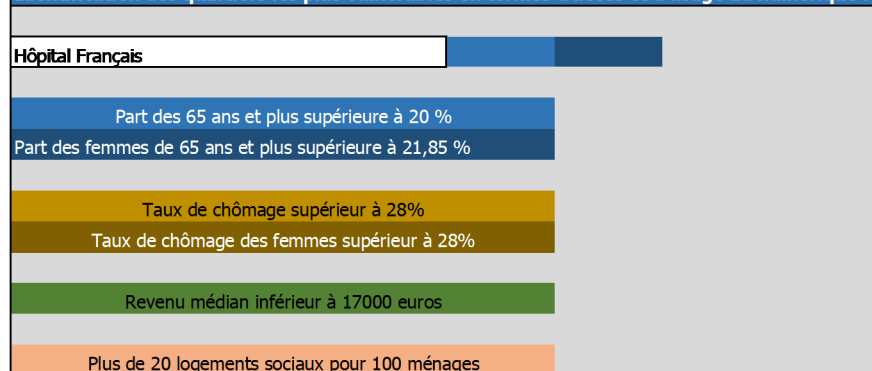 Hôpital Français
Part des 65 ans et plus supérieure à 20 %
Part des femmes de 65 ans et plus supérieure à 21,85 %
Taux de chômage supérieur à 28%
Taux de chômage des femmes supérieur à 28%
Revenu médian inférieur à 17000 euros
Plus de 20 logements sociaux pour 100 ménages